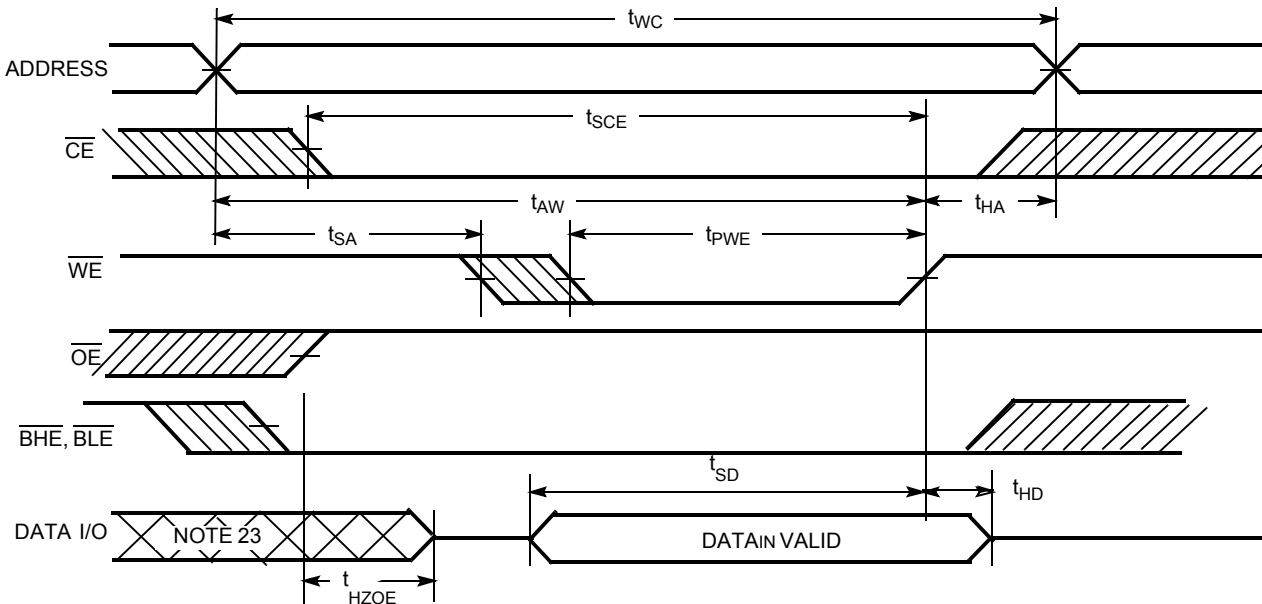 tWC
ADDRESS
tSCE
CE
tAW
tHA
tSA
tPWE
WE
OE
BHE, BLE
tSD
tHD
DATA I/O
NOTE 23
DATAIN VALID
tHZOE